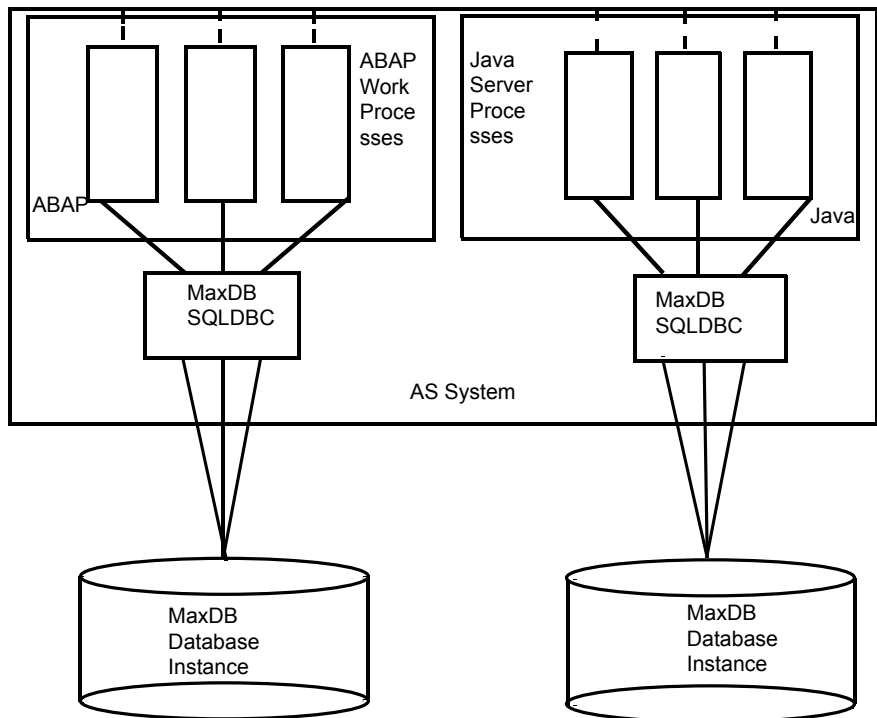 ABAP
Work
Proce
sses
ABAP
Java
Server
Proce
sses
Java
MaxDB
SQLDBC
MaxDB
SQLDBC
AS System
MaxDB
Database
Instance
MaxDB
Database
Instance